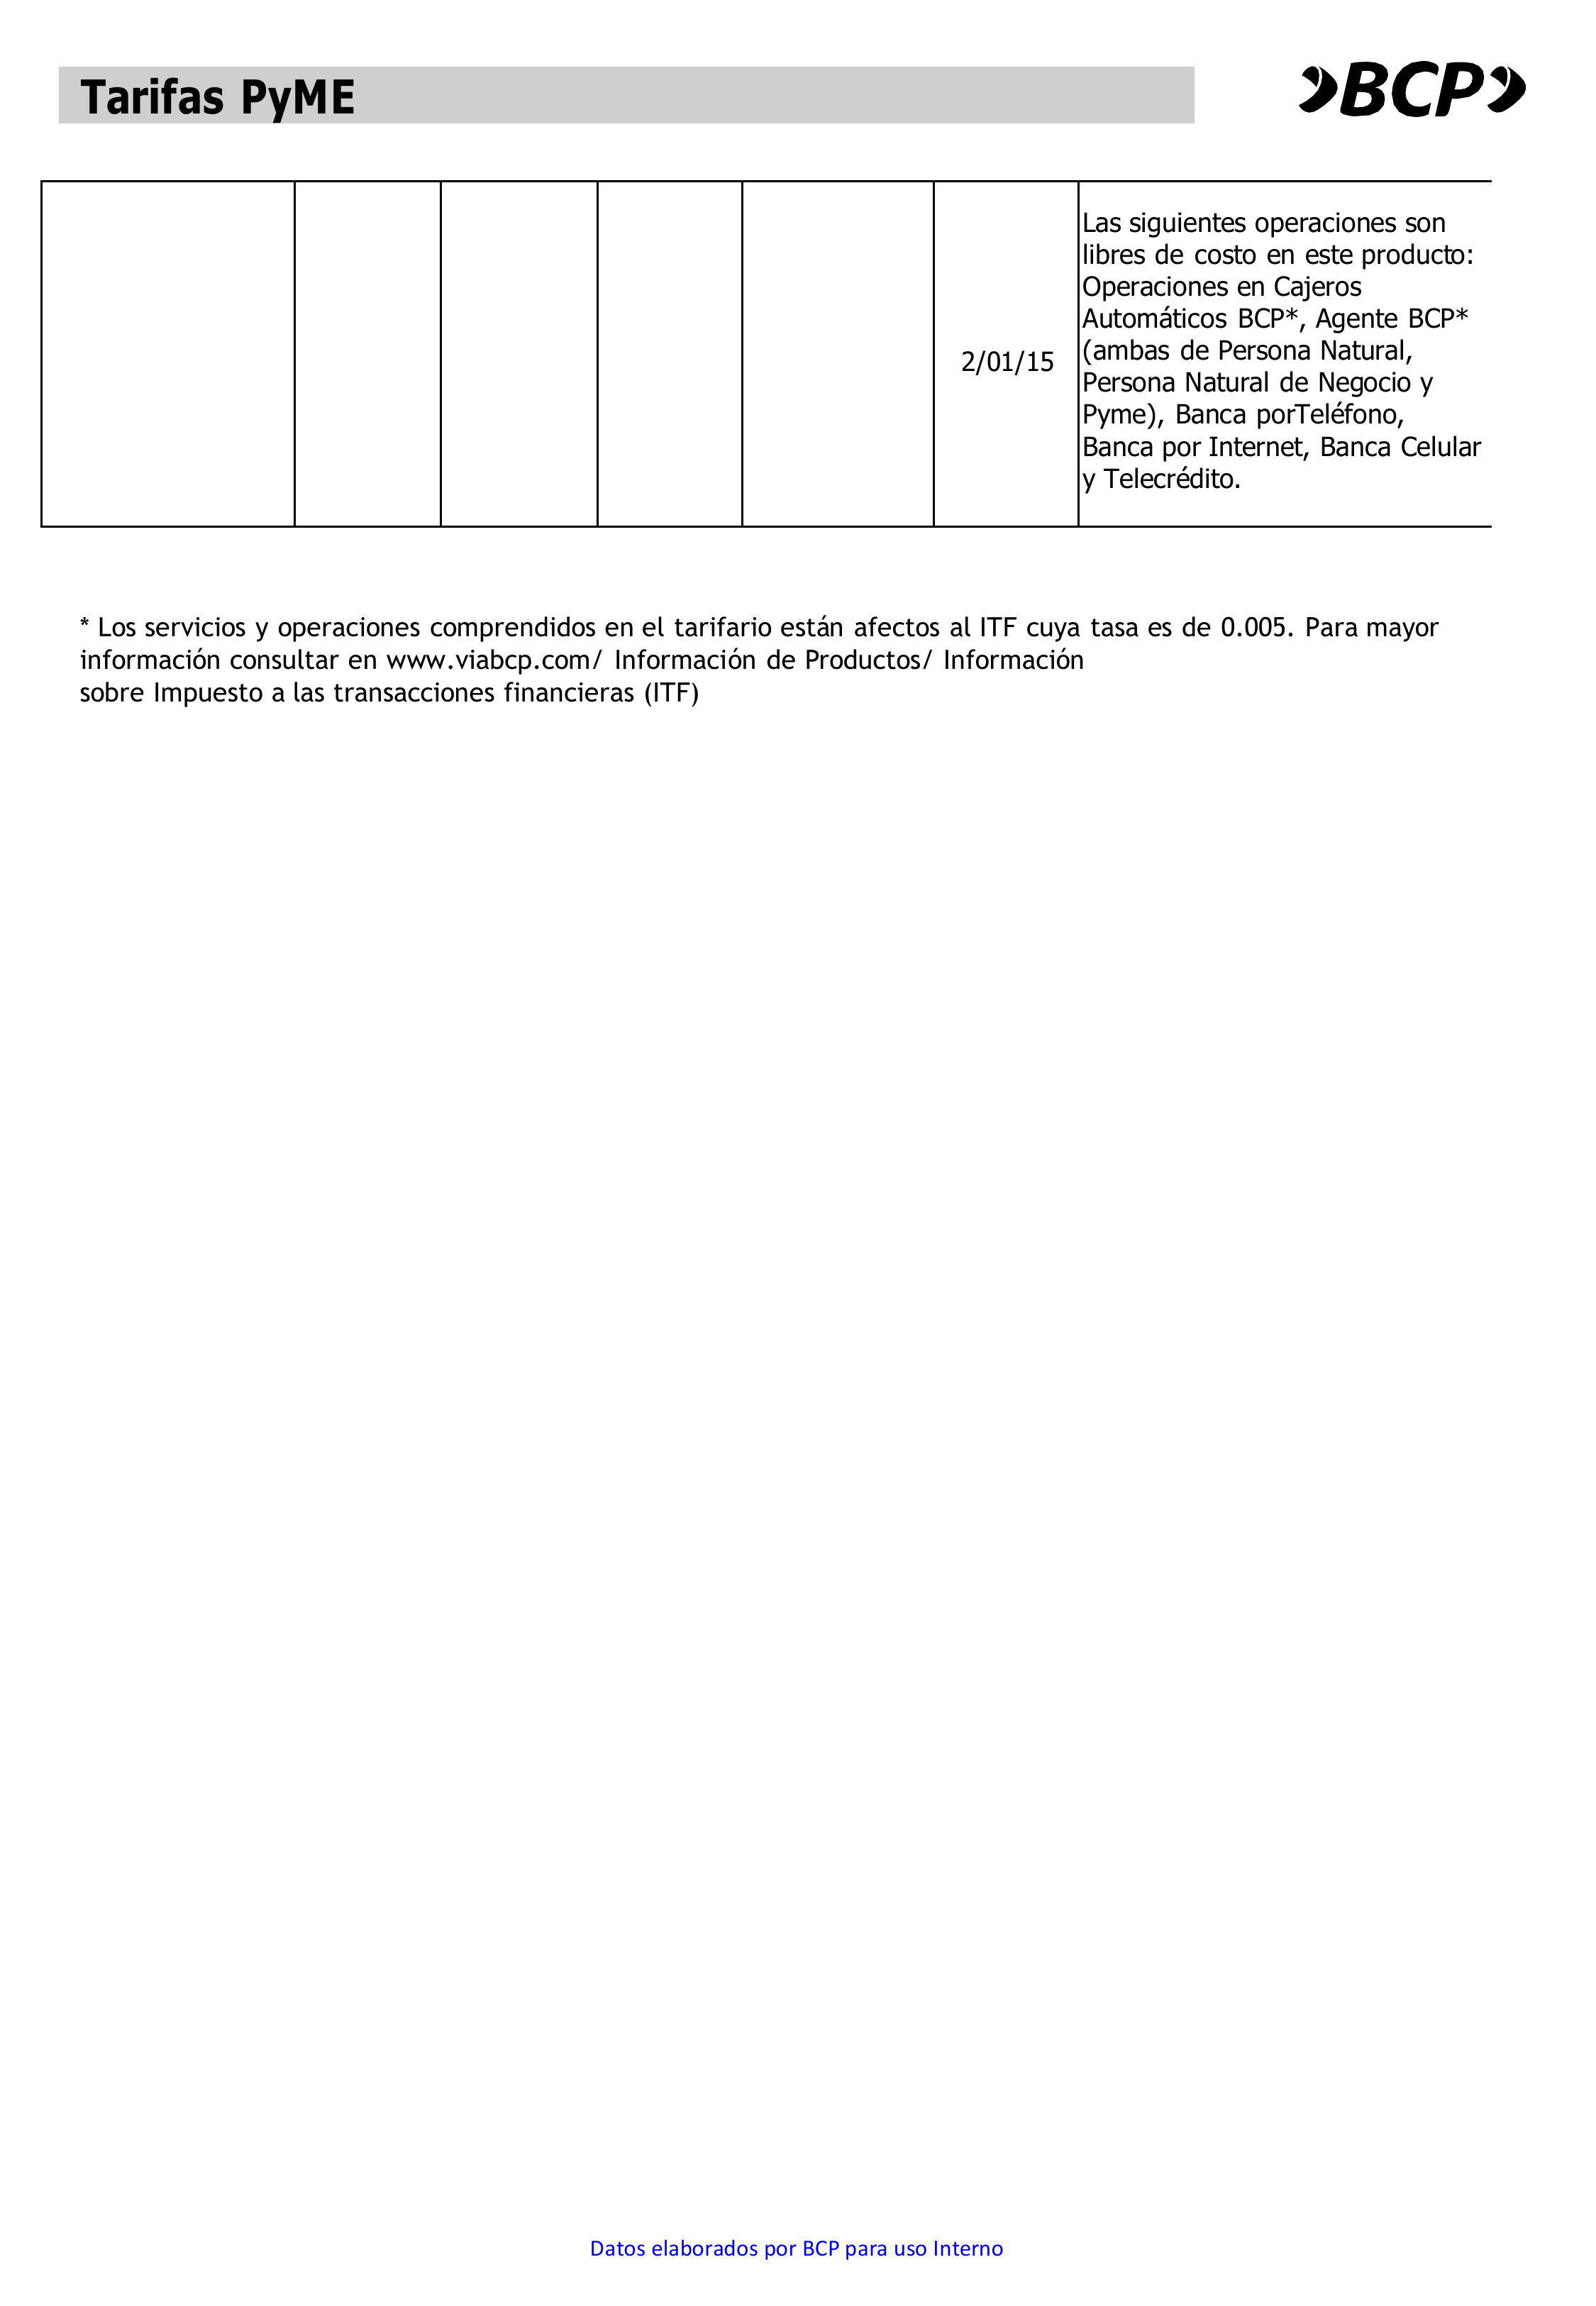 Tarifas PyME
BCP
Las siguientes operaciones son
libres de costo en este producto:
Operaciones en Cajeros
Automáticos BCP*, Agente BCP*
(ambas de Persona Natural,
2/01/15
Persona Natural de Negocio y
Pyme), Banca porTeléfono,
Banca por Internet, Banca Celular
y Telecrédito.
* Los servicios y operaciones comprendidos en el tarifario están afectos al ITF cuya tasa es de 0.005. Para mayor
información consultar en www.viabcp.com/ Información de Productos/ Información
sobre Impuesto a las transacciones financieras (ITF)
Datos elaborados por BCP para uso Interno